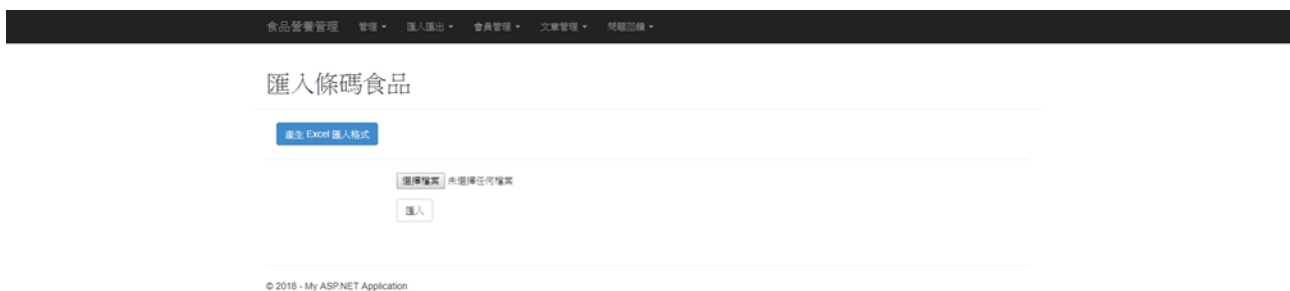 食品營養管理 管理 匯入匯出 會員管理 文章管理 問題回饋
匯入條碼食品
產生 Excel 匯入格式
選擇檔案 未選擇任何檔案
匯入
© 2018 - My ASP.NET Application